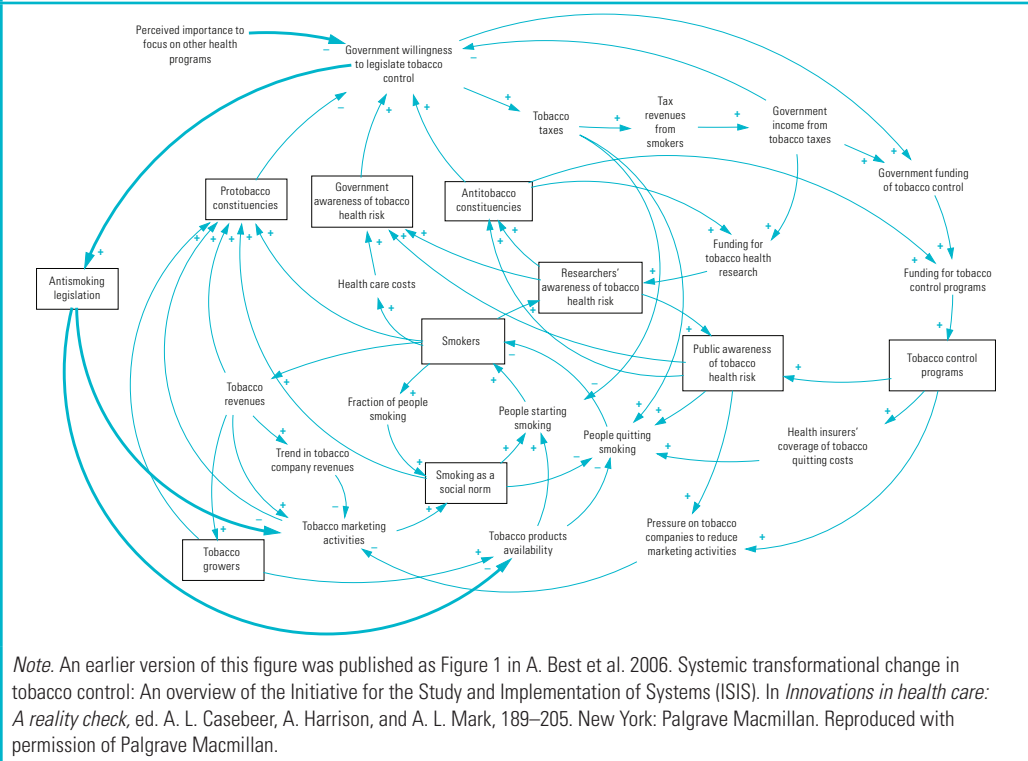 Perceived importance to
focus on other health
programs
–
Government willingness
to legislate tobacco
control
–
–
+
+
+
Tobacco
taxes
+
Tax
revenues
from
smokers
+
Government
income from
tobacco taxes
+
+
Government funding
of tobacco control
Protobacco
constituencies
Government
awareness of tobacco
health risk
Antitobacco
constituencies
+
+
+
+
+
+
+
+
+
+
+
+
+
Funding for
tobacco health
research
+
+
Funding for tobacco
control programs
+
Antismoking
legislation
Health care costs
Researchers'
awareness of tobacco
health risk
+
+
+
Smokers
–
+
Public awareness
of tobacco
health risk
+
+
Tobacco control
programs
Tobacco
revenues
+
Fraction of people
smoking
+
+
–
People starting
smoking
+
+
People quitting
smoking
+
+
+
Health insurers'
coverage of tobacco
quitting costs
+
Trend in tobacco
company revenues
+
Smoking as a
social norm
+
+
+
–
–
–
+
–
Tobacco marketing
activities
+
–
Tobacco products
availability
+
–
Pressure on tobacco
companies to reduce
marketing activities
+
+
Tobacco
growers
+
Note. An earlier version of this figure was published as Figure 1 in A. Best et al. 2006. Systemic transformational change in
tobacco control: An overview of the Initiative for the Study and Implementation of Systems (ISIS). In Innovations in health care:
A reality check, ed. A. L. Casebeer, A. Harrison, and A. L. Mark, 189–205. New York: Palgrave Macmillan. Reproduced with
permission of Palgrave Macmillan.